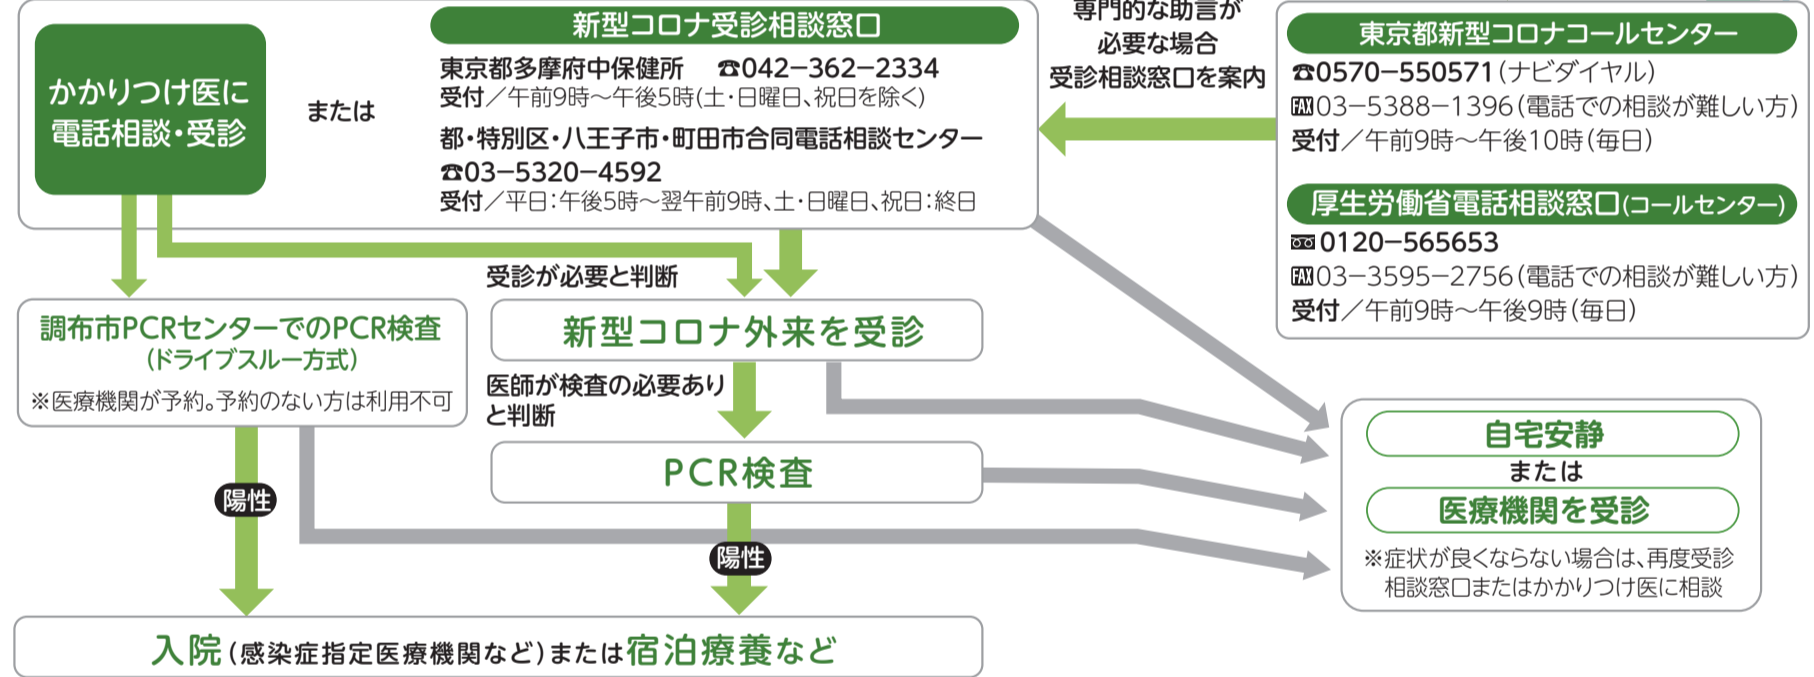 かかりつけ医に
電話相談・受診
または
新型コロナ受診相談窓口
東京都多摩府中保健所 ☎042−362−2334
受付／午前9時〜午後5時(土・日曜日、祝日を除く)
都・特別区・八王子市・町田市合同電話相談センター
☎03−5320−4592
受付／平日：午後5時〜翌午前9時、土・日曜日、祝日：終日
専門的な助言が
必要な場合
受診相談窓口を案内
東京都新型コロナコールセンター
☎0570−550571(ナビダイヤル)
FAX03−5388−1396(電話での相談が難しい方)
受付／午前9時〜午後10時(毎日)
厚生労働省電話相談窓口(コールセンター)
0120−565653
FAX03−3595−2756(電話での相談が難しい方)
受付／午前9時〜午後9時(毎日)
受診が必要と判断
調布市PCRセンターでのPCR検査
(ドライブスルー方式)
※医療機関が予約。予約のない方は利用不可
新型コロナ外来を受診
医師が検査の必要あり
と判断
PCR検査
陽性
陽性
自宅安静
または
医療機関を受診
※症状が良くならない場合は、再度受診
相談窓口またはかかりつけ医に相談
入院(感染症指定医療機関など)または宿泊療養など